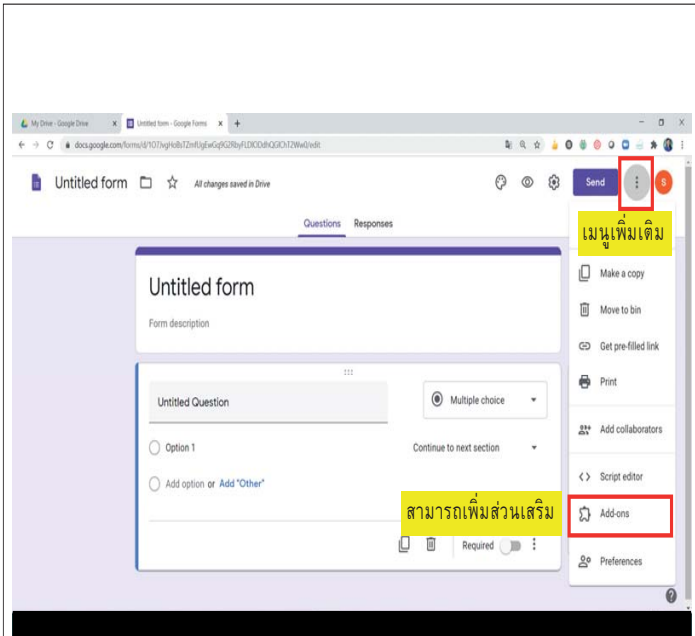 My Drive - Google Drive
Untitled form - Google Forms
Untitled form
All changes saved in Drive
Send
S
เมนูเพิ่มเติม
Questions
Responses
Untitled form
Form description
Make a copy
Move to bin
Get pre-filled link
Print
Add collaborators
Script editor
Add-ons
Preferences
Untitled Question
Multiple choice
Option 1
Continue to next section
Add option or Add "Other"
สามารถเพิ่มส่วนเสริม
Required